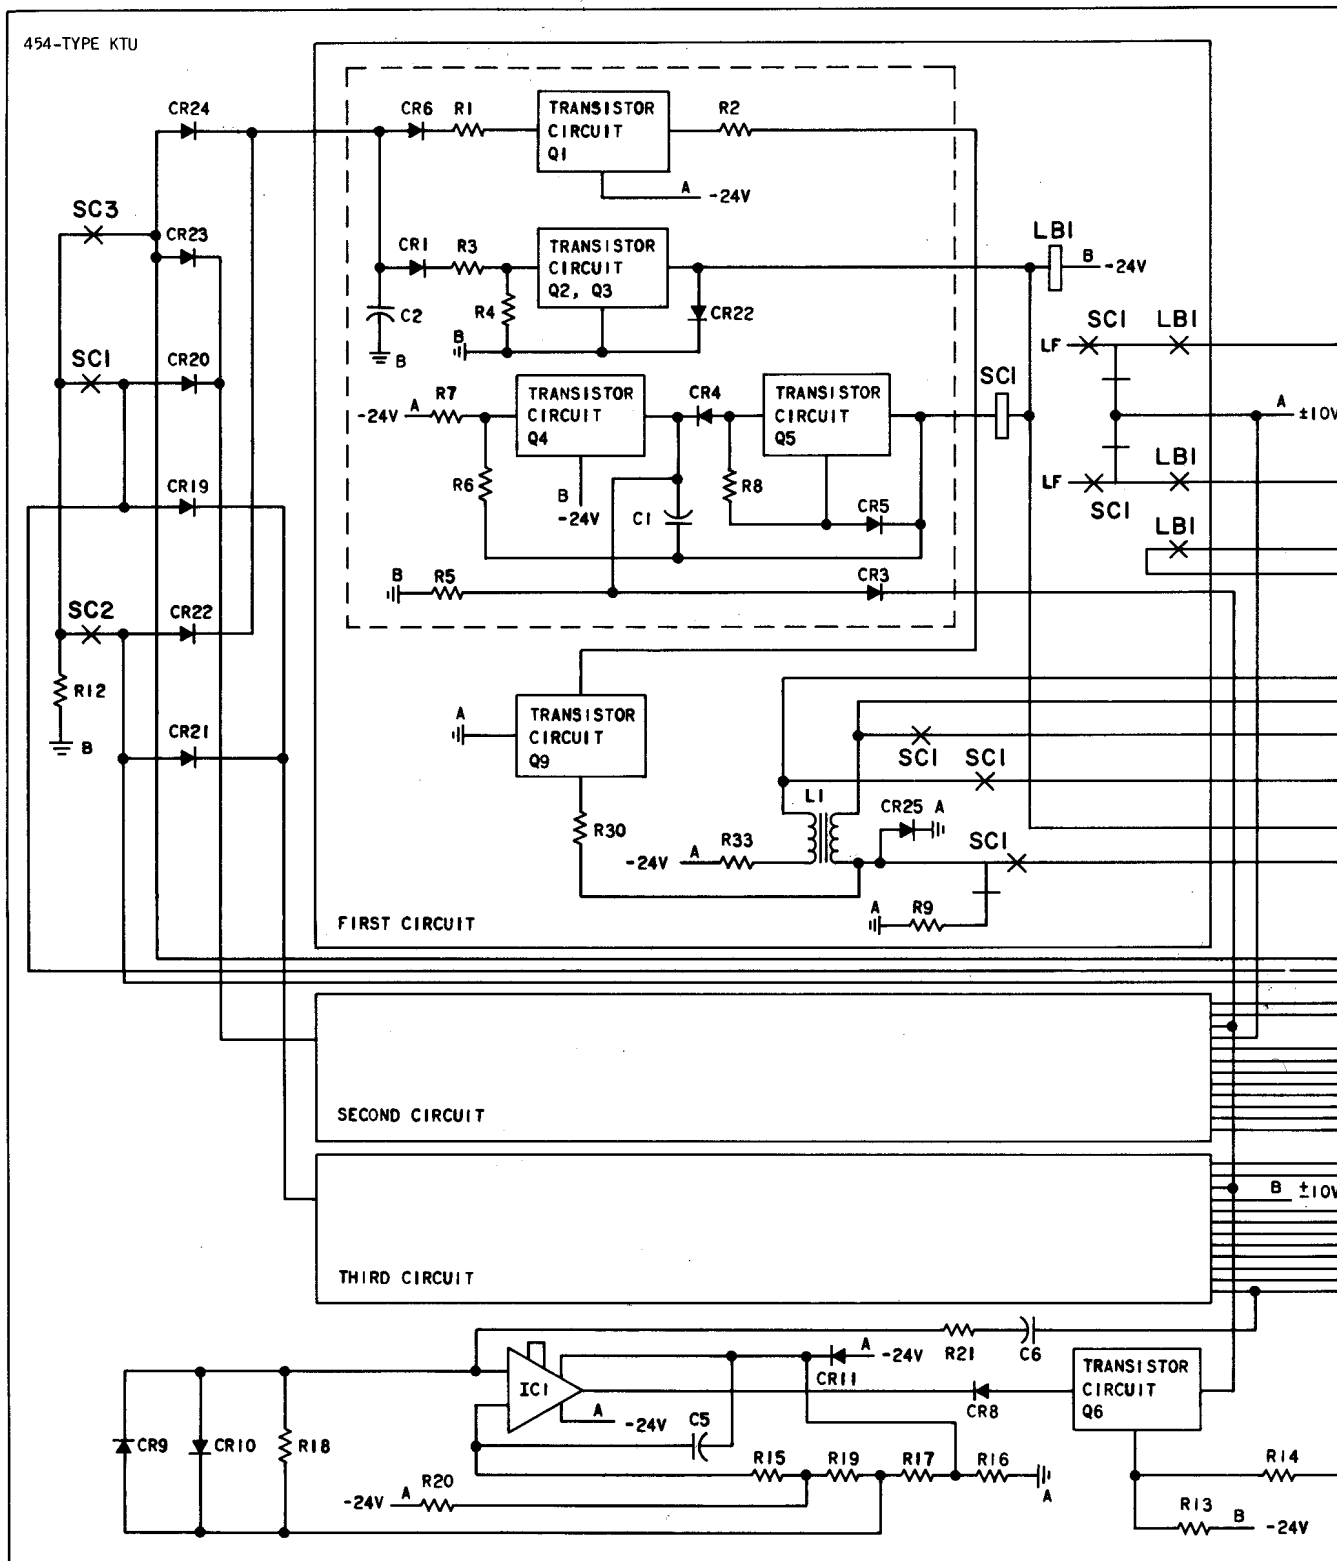 454-TYPE KTU
CR24
CR6 R1
TRANSISTOR
CIRCUIT
Q1
R2
A -24V
SC3
CR23
CR1 R3
TRANSISTOR
CIRCUIT
Q2, Q3
LB1
B -24V
C2
R4
CR22
B
B
SC1 LB1
LF
SC1
CR20
R7
-24V A
TRANSISTOR
CIRCUIT
Q4
CR4
TRANSISTOR
CIRCUIT
Q5
SC1
A ±10V
R6
B
-24V
C1
R8
CR5
LB1
LF
SC1
CR19
LB1
B R5
CR3
SC2
CR22
R12
B
CR21
A
TRANSISTOR
CIRCUIT
Q9
SC1 SC1
L1
CR25 A
R30
-24V A R33
SC1
A R9
FIRST CIRCUIT
SECOND CIRCUIT
B ±10V
THIRD CIRCUIT
R21 C6
A -24V
CR11
IC1
A -24V
CR8
TRANSISTOR
CIRCUIT
Q6
CR9 CR10 R18
C5
R15 R19 R17 R16
A
R14
-24V A R20
R13 B -24V